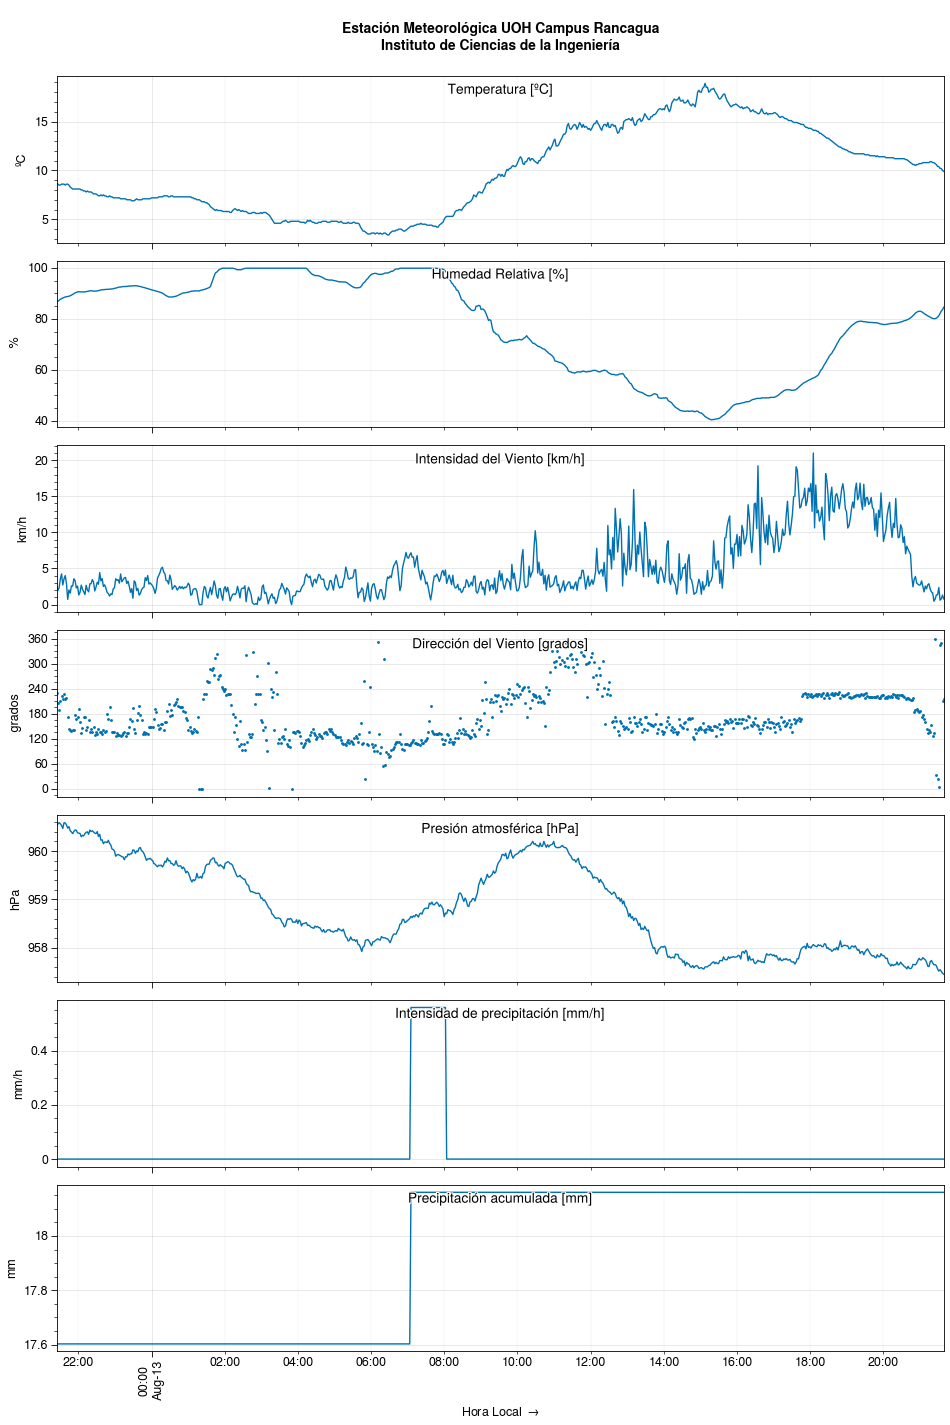 Estación Meteorológica UOH Campus Rancagua
Instituto de Ciencias de la Ingeniería
Temperatura [ºC]
ºC
15
10
5
Humedad Relativa [%]
%
100
80
60
40
Intensidad del Viento [km/h]
km/h
20
15
10
5
0
Dirección del Viento [grados]
grados
360
300
240
180
120
60
0
Presión atmosférica [hPa]
hPa
960
959
958
Intensidad de precipitación [mm/h]
mm/h
0.4
0.2
0
Precipitación acumulada [mm]
mm
18
17.8
17.6
22:00
00:00
Aug-13
02:00
04:00
06:00
08:00
10:00
12:00
14:00
16:00
18:00
20:00
Hora Local →